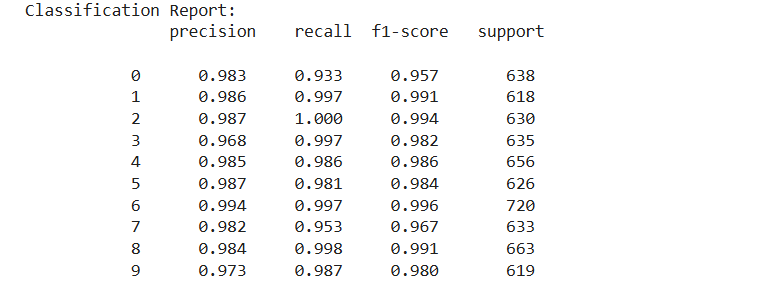 Classification Report:
precision recall f1-score support
0 0.983 0.933 0.957 638
1 0.986 0.997 0.991 618
2 0.987 1.000 0.994 630
3 0.968 0.997 0.982 635
4 0.985 0.986 0.986 656
5 0.987 0.981 0.984 626
6 0.994 0.997 0.996 720
7 0.982 0.953 0.967 633
8 0.984 0.998 0.991 663
9 0.973 0.987 0.980 619